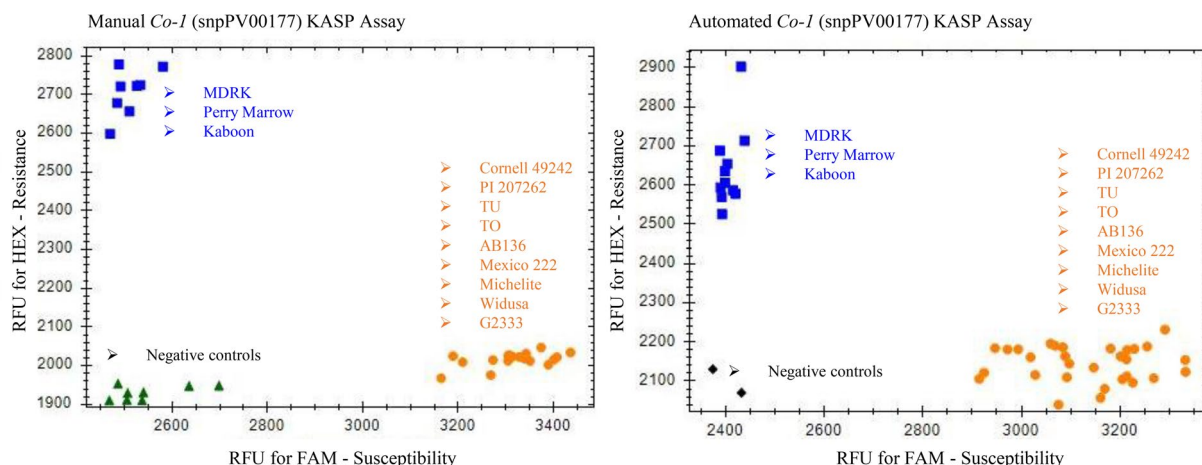 Manual Co-1 (snpPV00177) KASP Assay
RFU for HEX - Resistance
2800
2700
2600
2500
2400
2300
2200
2100
2000
1900
MDRK
Perry Marrow
Kaboon
Cornell 49242
PI 207262
TU
TO
AB136
Mexico 222
Michelite
Widusa
G2333
Negative controls
2600
2800
3000
3200
3400
RFU for FAM - Susceptibility
Automated Co-1 (snpPV00177) KASP Assay
RFU for HEX - Resistance
2900
2800
2700
2600
2500
2400
2300
2200
2100
MDRK
Perry Marrow
Kaboon
Cornell 49242
PI 207262
TU
TO
AB136
Mexico 222
Michelite
Widusa
G2333
Negative controls
2400
2600
2800
3000
3200
RFU for FAM - Susceptibility